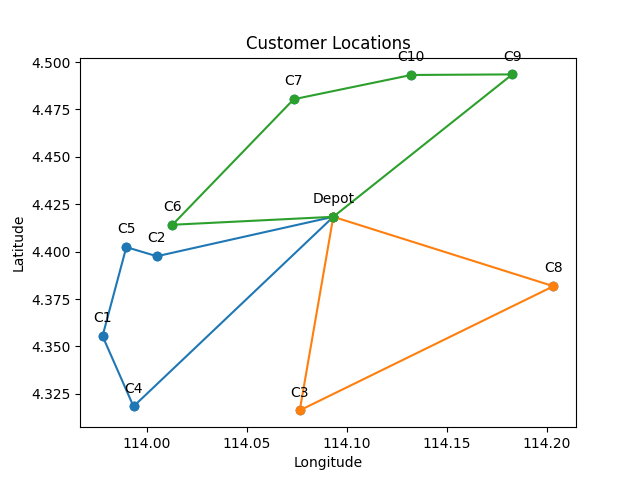 Customer Locations
C10
C9
C7
C6
Depot
C5
C2
C8
C1
C4
C3
4.500
4.475
4.450
4.425
4.400
4.375
4.350
4.325
Latitude
114.00 114.05 114.10 114.15 114.20
Longitude